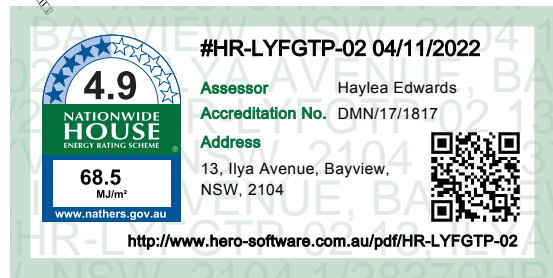 #HR-LYFGTP-02 04/11/2022
4.9
NATIONWIDE
HOUSE
ENERGY RATING SCHEME
®
68.5
MJ/m²
www.nathers.gov.au
Assessor Haylea Edwards
Accreditation No. DMN/17/1817
Address
13, Ilya Avenue, Bayview,
NSW, 2104
http://www.hero-software.com.au/pdf/HR-LYFGTP-02